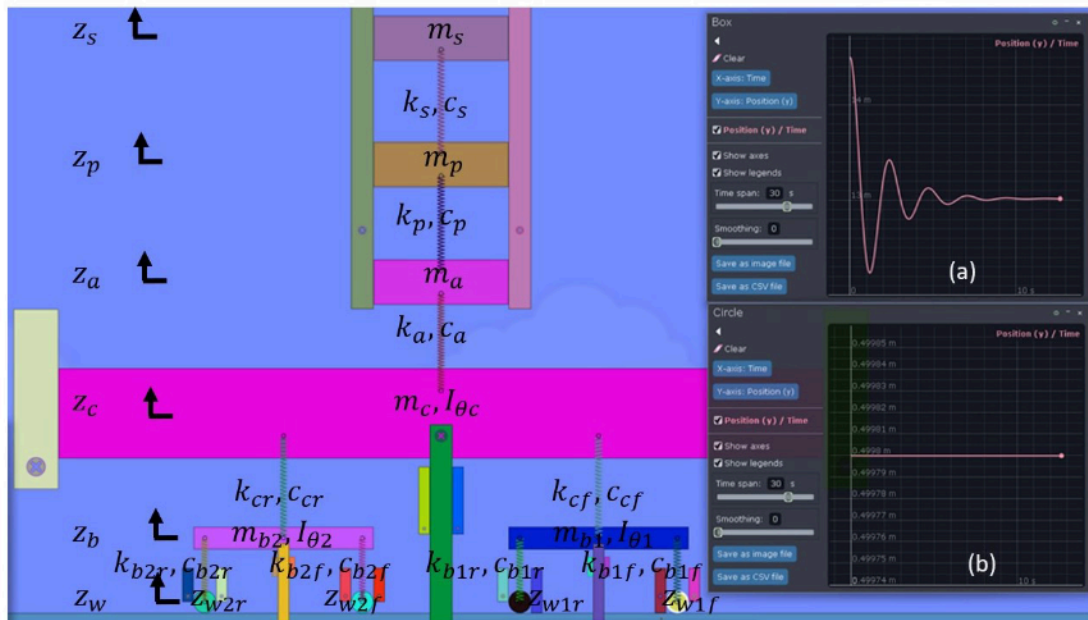 z_s
m_s
k_s, c_s
z_p
m_p
k_p, c_p
z_a
m_a
k_a, c_a
z_c
m_c, I_θc
k_cr, c_cr
k_cf, c_cf
z_b
m_b2, I_θ2
m_b1, I_θ1
k_b2r, c_b2r
k_b2f, c_b2f
k_b1r, c_b1r
k_b1f, c_b1f
z_w
z_w2r
z_w2f
z_w1r
z_w1f
Box
Clear
X-axis: Time
Y-axis: Position (y)
Position (y) / Time
Show axes
Show legends
Time span: 30 s
Smoothing: 0
Save as image file
Save as CSV file
Position (y) / Time
14 m
13 m
0
10 s
(a)
Circle
Clear
X-axis: Time
Y-axis: Position (y)
Position (y) / Time
Show axes
Show legends
Time span: 30 s
Smoothing: 0
Save as image file
Save as CSV file
Position (y) / Time
0.49985 m
0.49984 m
0.49983 m
0.49982 m
0.49981 m
0.4998 m
0.49979 m
0.49978 m
0.49977 m
0.49976 m
0.49975 m
0.49974 m
10 s
(b)